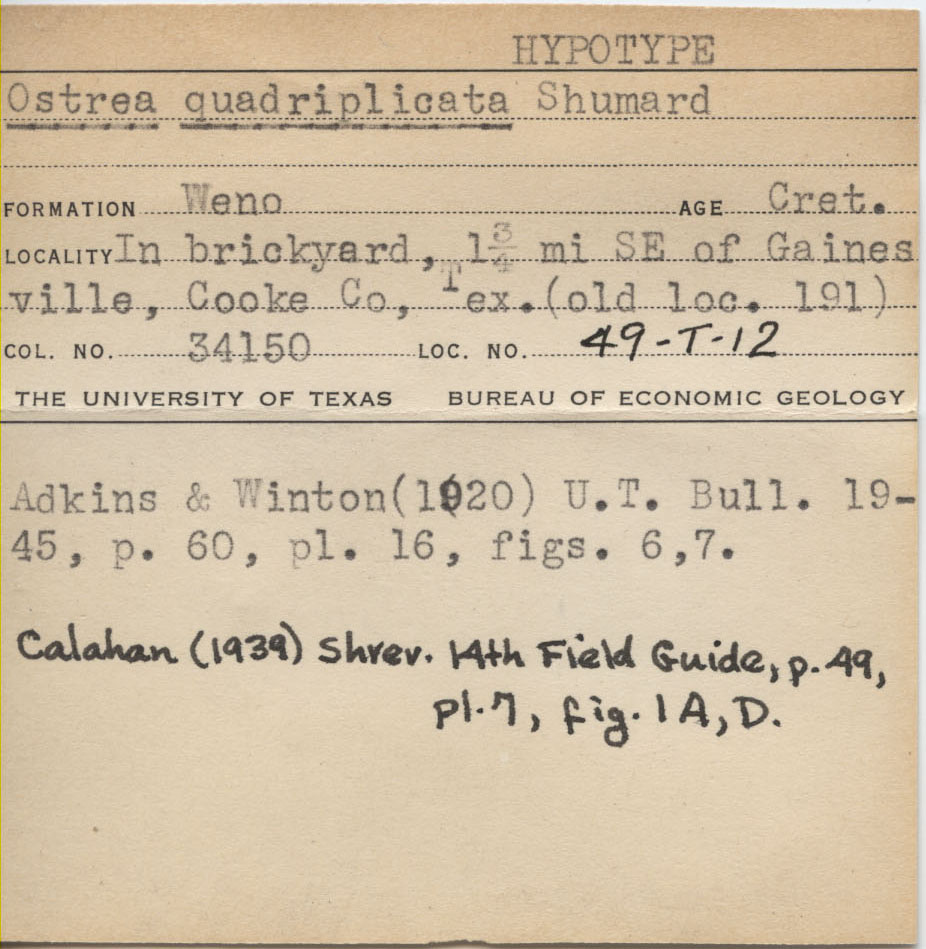 HYPOTYPE
Ostrea quadriplicata Shumard
FORMATION Weno AGE Cret.
LOCALITY In brickyard, 1 3/4 mi SE of Gaines
ville, Cooke Co, Tex.(old loc. 191)
COL. NO. 34150 LOC. NO. 49-T-12
THE UNIVERSITY OF TEXAS BUREAU OF ECONOMIC GEOLOGY
Adkins & Winton(1920) U.T. Bull. 19-
45, p. 60, pl. 16, figs. 6,7.
Calahan (1939) Shrev. 14th Field Guide, p. 49,
pl. 7, fig. 1A,D.